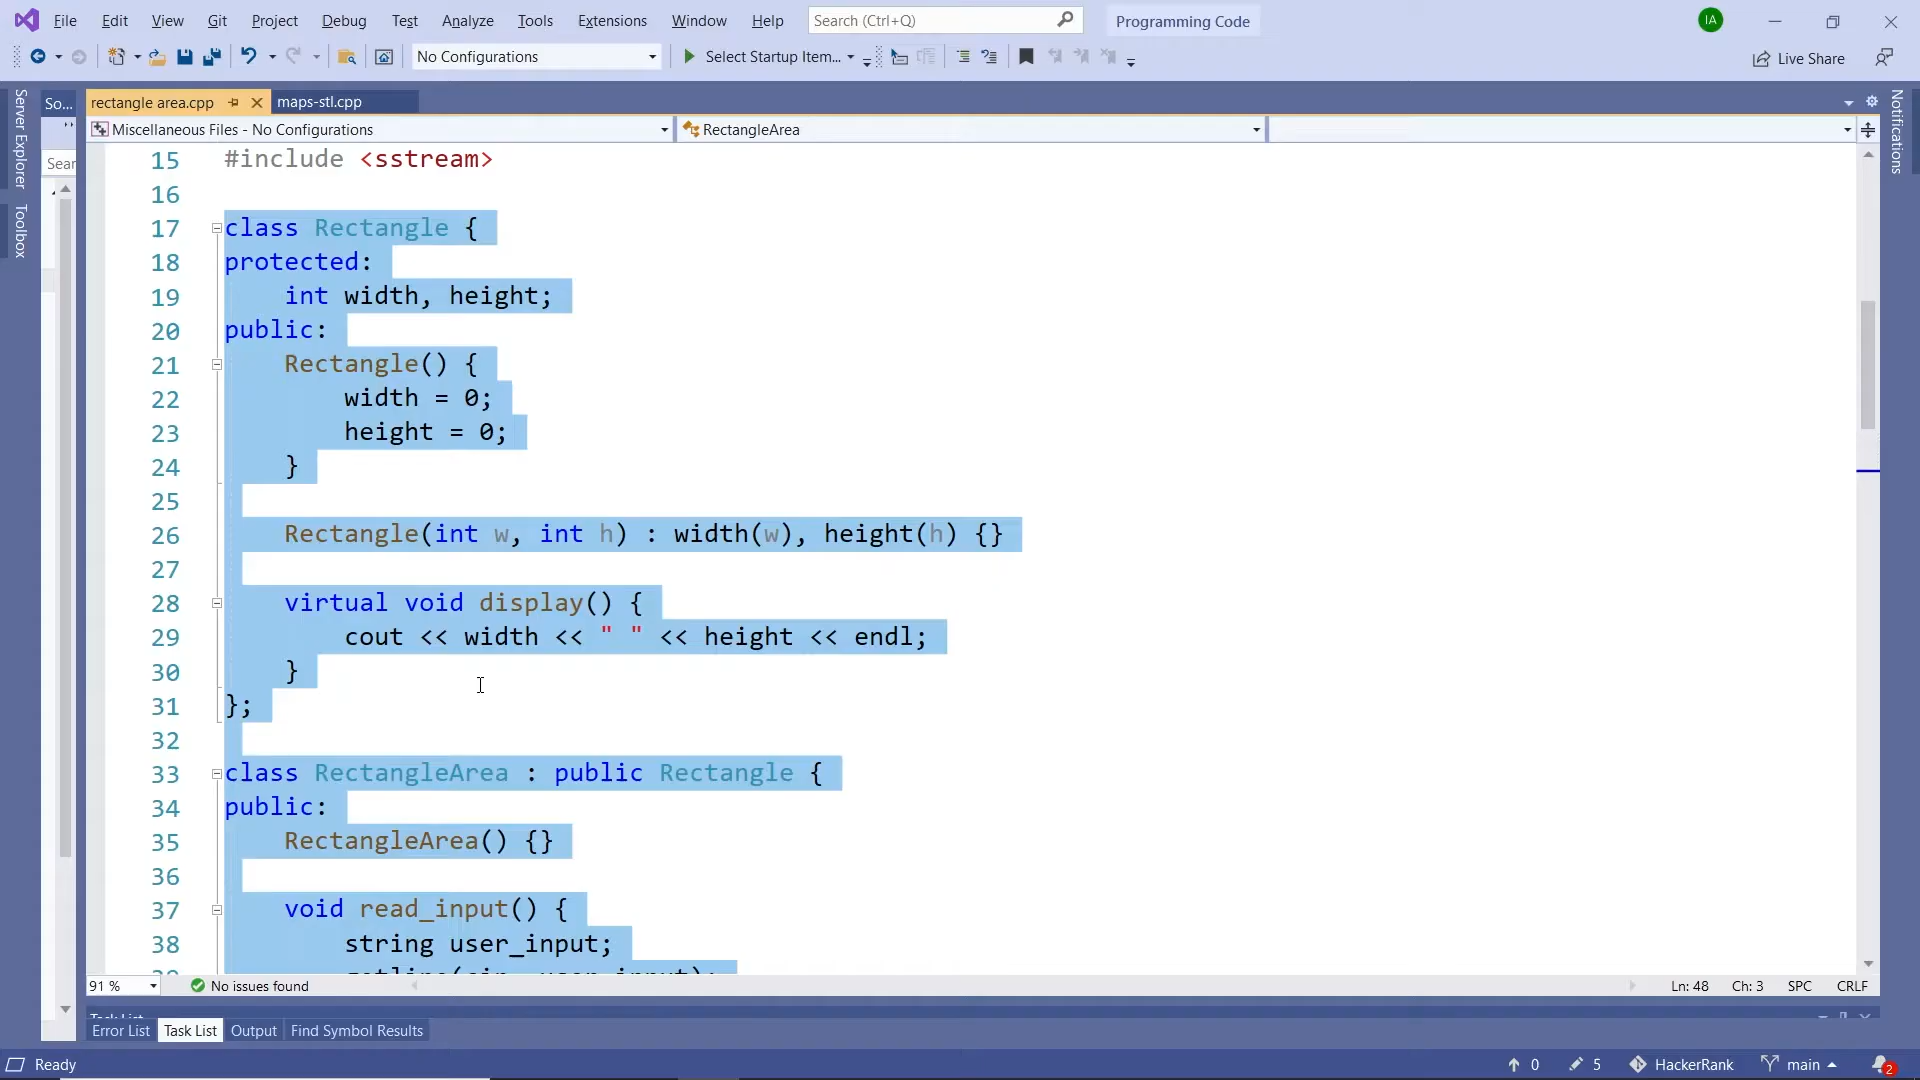 File Edit View Git Project Debug Test Analyze Tools Extensions Window Help Search (Ctrl+Q) Programming Code IA
No Configurations Select Startup Item... Live Share
Server Explorer
Toolbox
So...
Sear
rectangle area.cpp maps-stl.cpp
Notifications
Miscellaneous Files - No Configurations RectangleArea
15 #include <sstream>
16
17 class Rectangle {
18 protected:
19 int width, height;
20 public:
21 Rectangle() {
22 width = 0;
23 height = 0;
24 }
25
26 Rectangle(int w, int h) : width(w), height(h) {}
27
28 virtual void display() {
29 cout << width << " " << height << endl;
30 }
31 };
32
33 class RectangleArea : public Rectangle {
34 public:
35 RectangleArea() {}
36
37 void read_input() {
38 string user_input;
91 % No issues found Ln: 48 Ch: 3 SPC CRLF
Task List
Error List Task List Output Find Symbol Results
Ready 0 5 HackerRank main 2